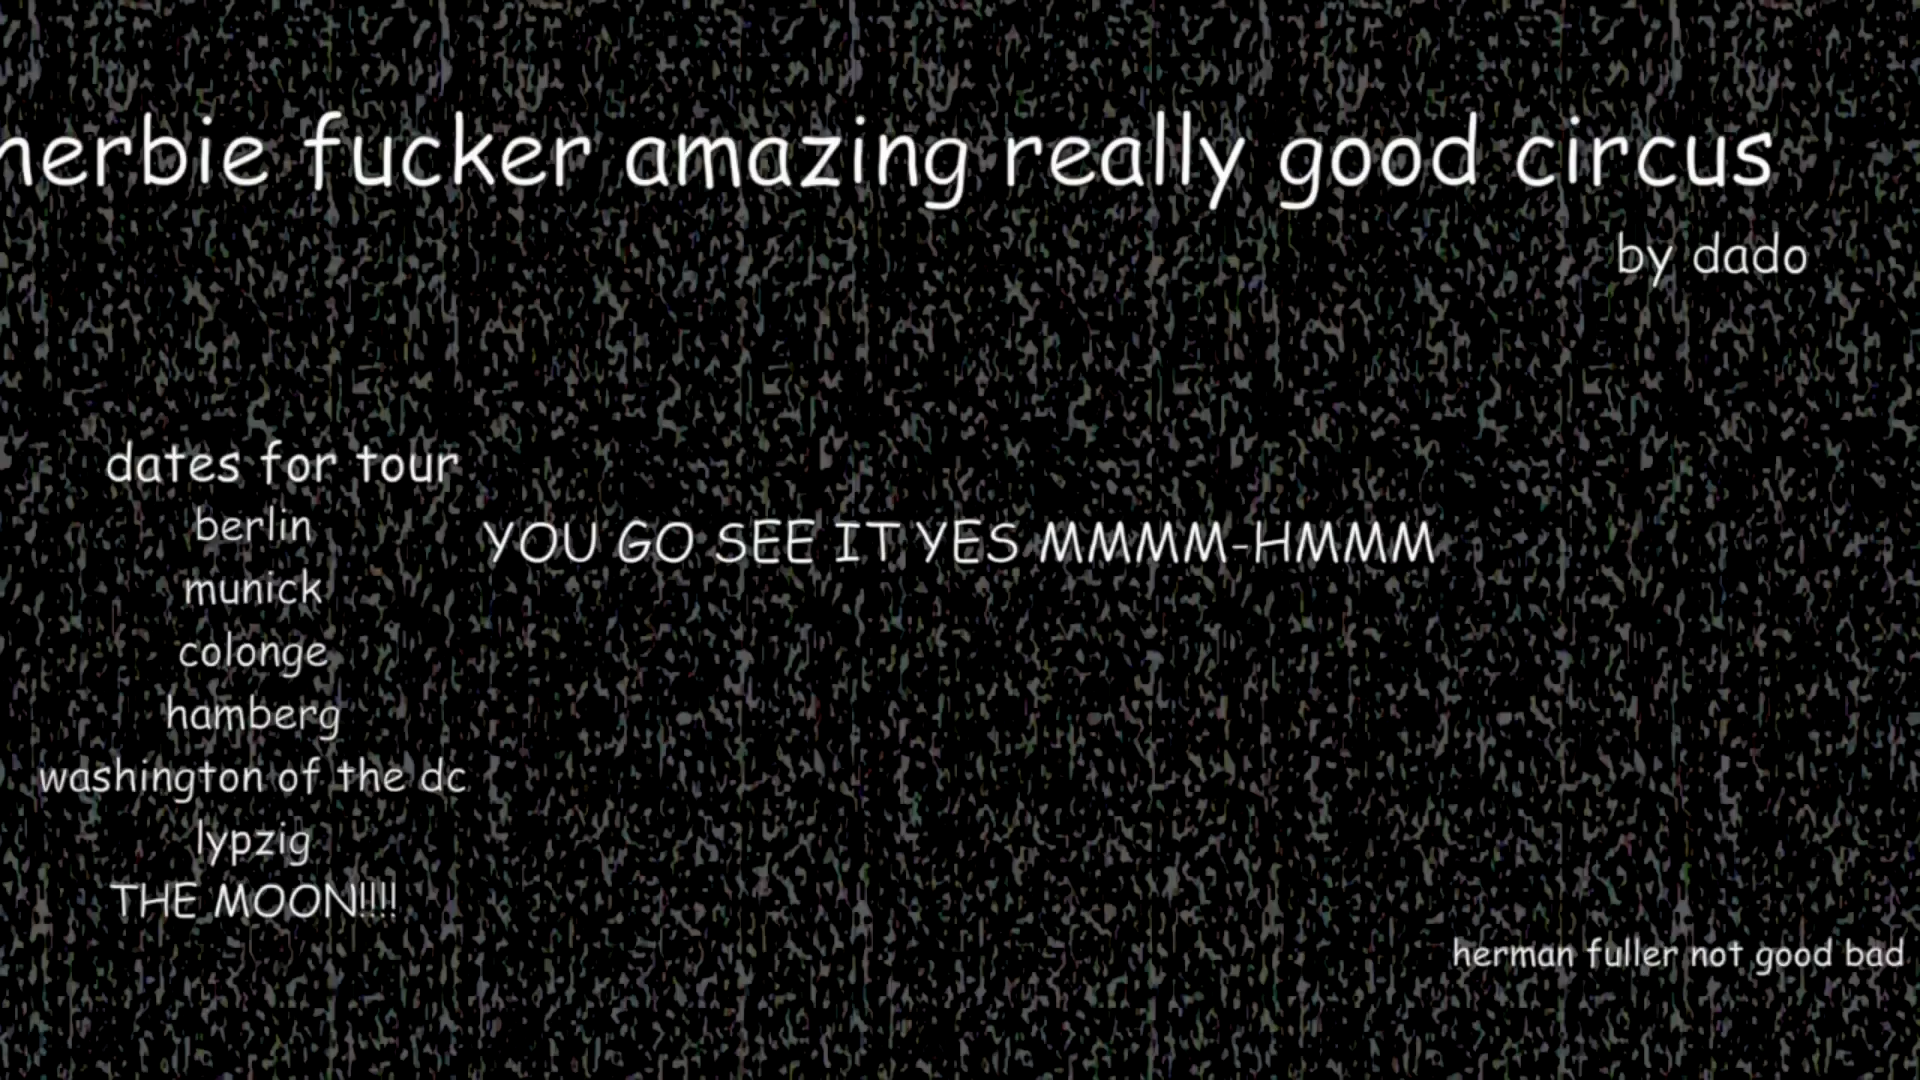 herbie fucker amazing really good circus
by dado
dates for tour
berlin
munick
colonge
hamberg
washington of the dc
lypzig
THE MOON!!!!
YOU GO SEE IT YES MMMM-HMMM
herman fuller not good bad